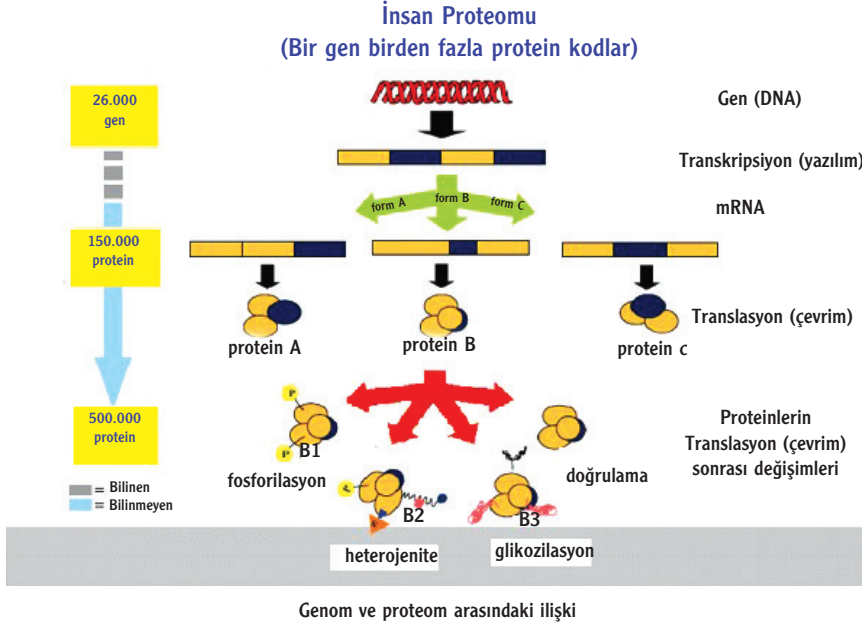 İnsan Proteomu
(Bir gen birden fazla protein kodlar)
26.000
gen
Gen (DNA)
Transkripsiyon (yazılım)
form A
form B
form C
mRNA
150.000
protein
Translasyon (çevrim)
protein A
protein B
protein c
500.000
protein
P
P
B1
fosforilasyon
B2
heterojenite
B3
glikozilasyon
doğrulama
Proteinlerin
Translasyon (çevrim)
sonrası değişimleri
= Bilinen
= Bilinmeyen
Genom ve proteom arasındaki ilişki